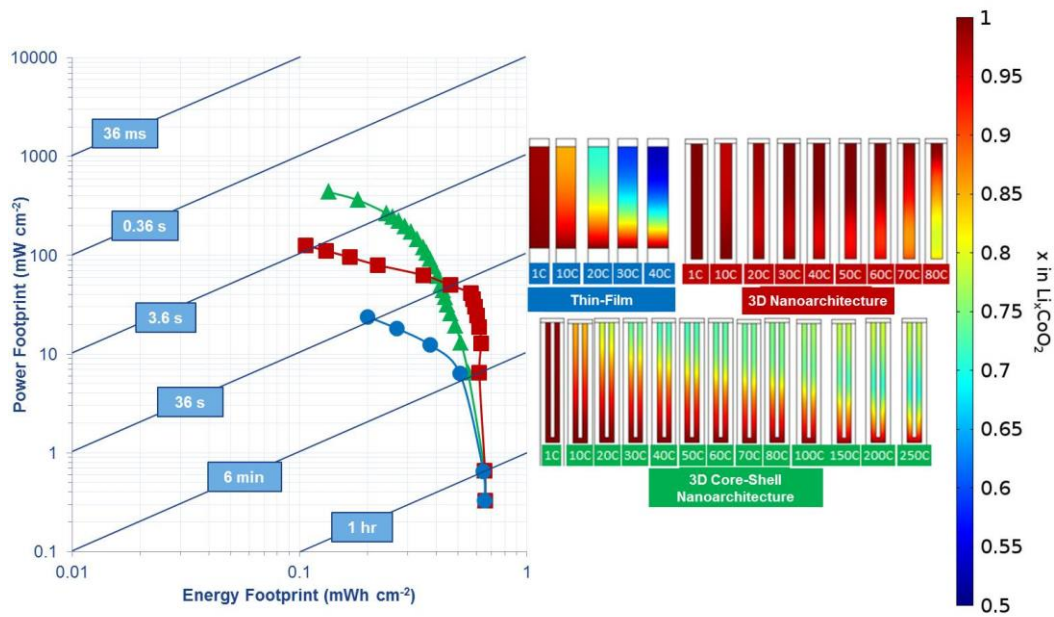 10000
1000
100
10
1
0.1
0.01
0.1
1
Power Footprint (mW cm⁻²)
Energy Footprint (mWh cm⁻²)
36 ms
0.36 s
3.6 s
36 s
6 min
1 hr
1C 10C 20C 30C 40C
Thin-Film
1C 10C 20C 30C 40C 50C 60C 70C 80C
3D Nanoarchitecture
1C 10C 20C 30C 40C 50C 60C 70C 80C 100C 150C 200C 250C
3D Core-Shell
Nanoarchitecture
1
0.95
0.9
0.85
0.8
0.75
0.7
0.65
0.6
0.55
0.5
x in LiₓCoO₂